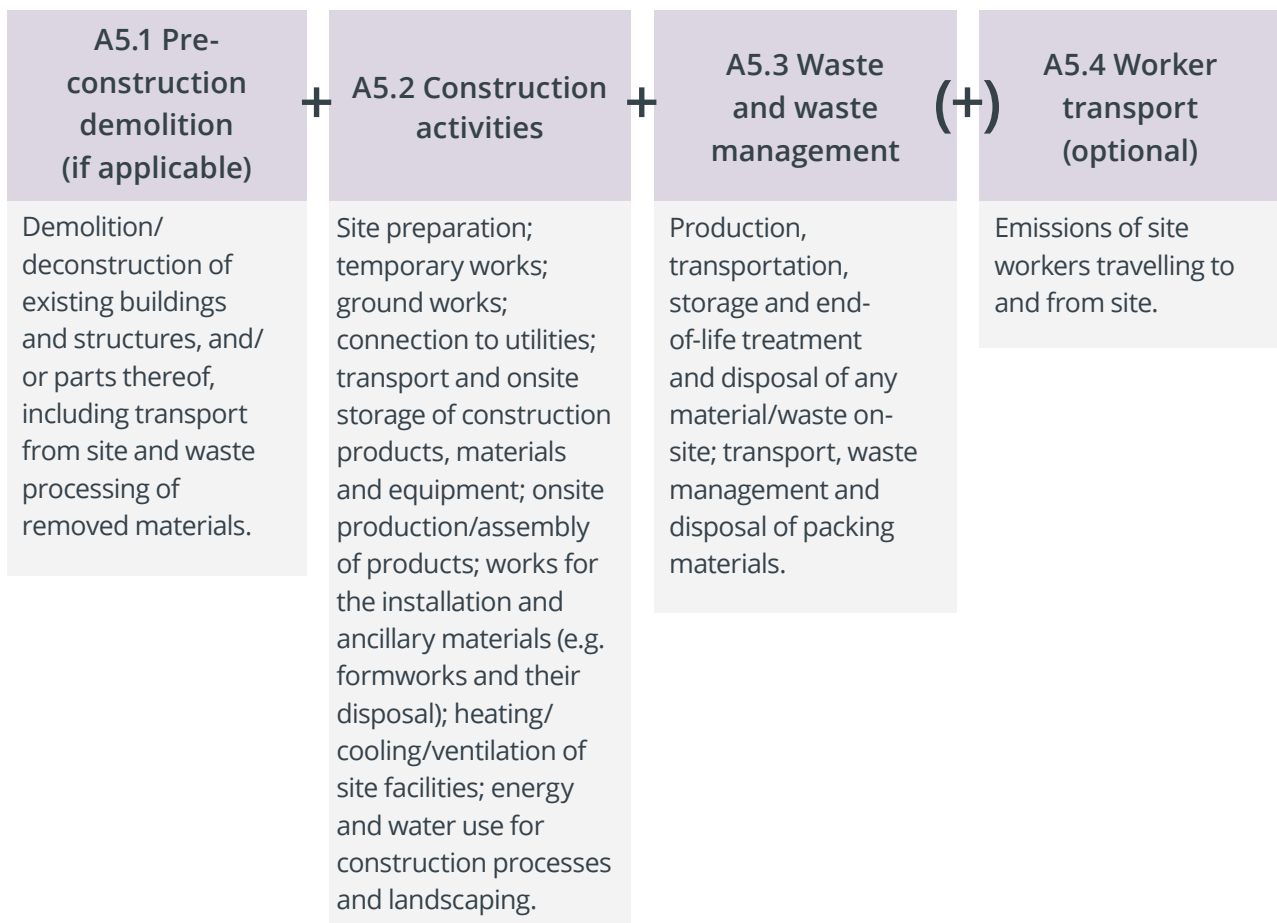 A5.1 Pre-
construction
demolition
(if applicable)
+
A5.2 Construction
activities
+
A5.3 Waste
and waste
management
(+)
A5.4 Worker
transport
(optional)
Demolition/
deconstruction of
existing buildings
and structures, and/
or parts thereof,
including transport
from site and waste
processing of
removed materials.
Site preparation;
temporary works;
ground works;
connection to utilities;
transport and onsite
storage of construction
products, materials
and equipment; onsite
production/assembly
of products; works for
the installation and
ancillary materials (e.g.
formworks and their
disposal); heating/
cooling/ventilation of
site facilities; energy
and water use for
construction processes
and landscaping.
Production,
transportation,
storage and end-
of-life treatment
and disposal of any
material/waste on-
site; transport, waste
management and
disposal of packing
materials.
Emissions of site
workers travelling to
and from site.